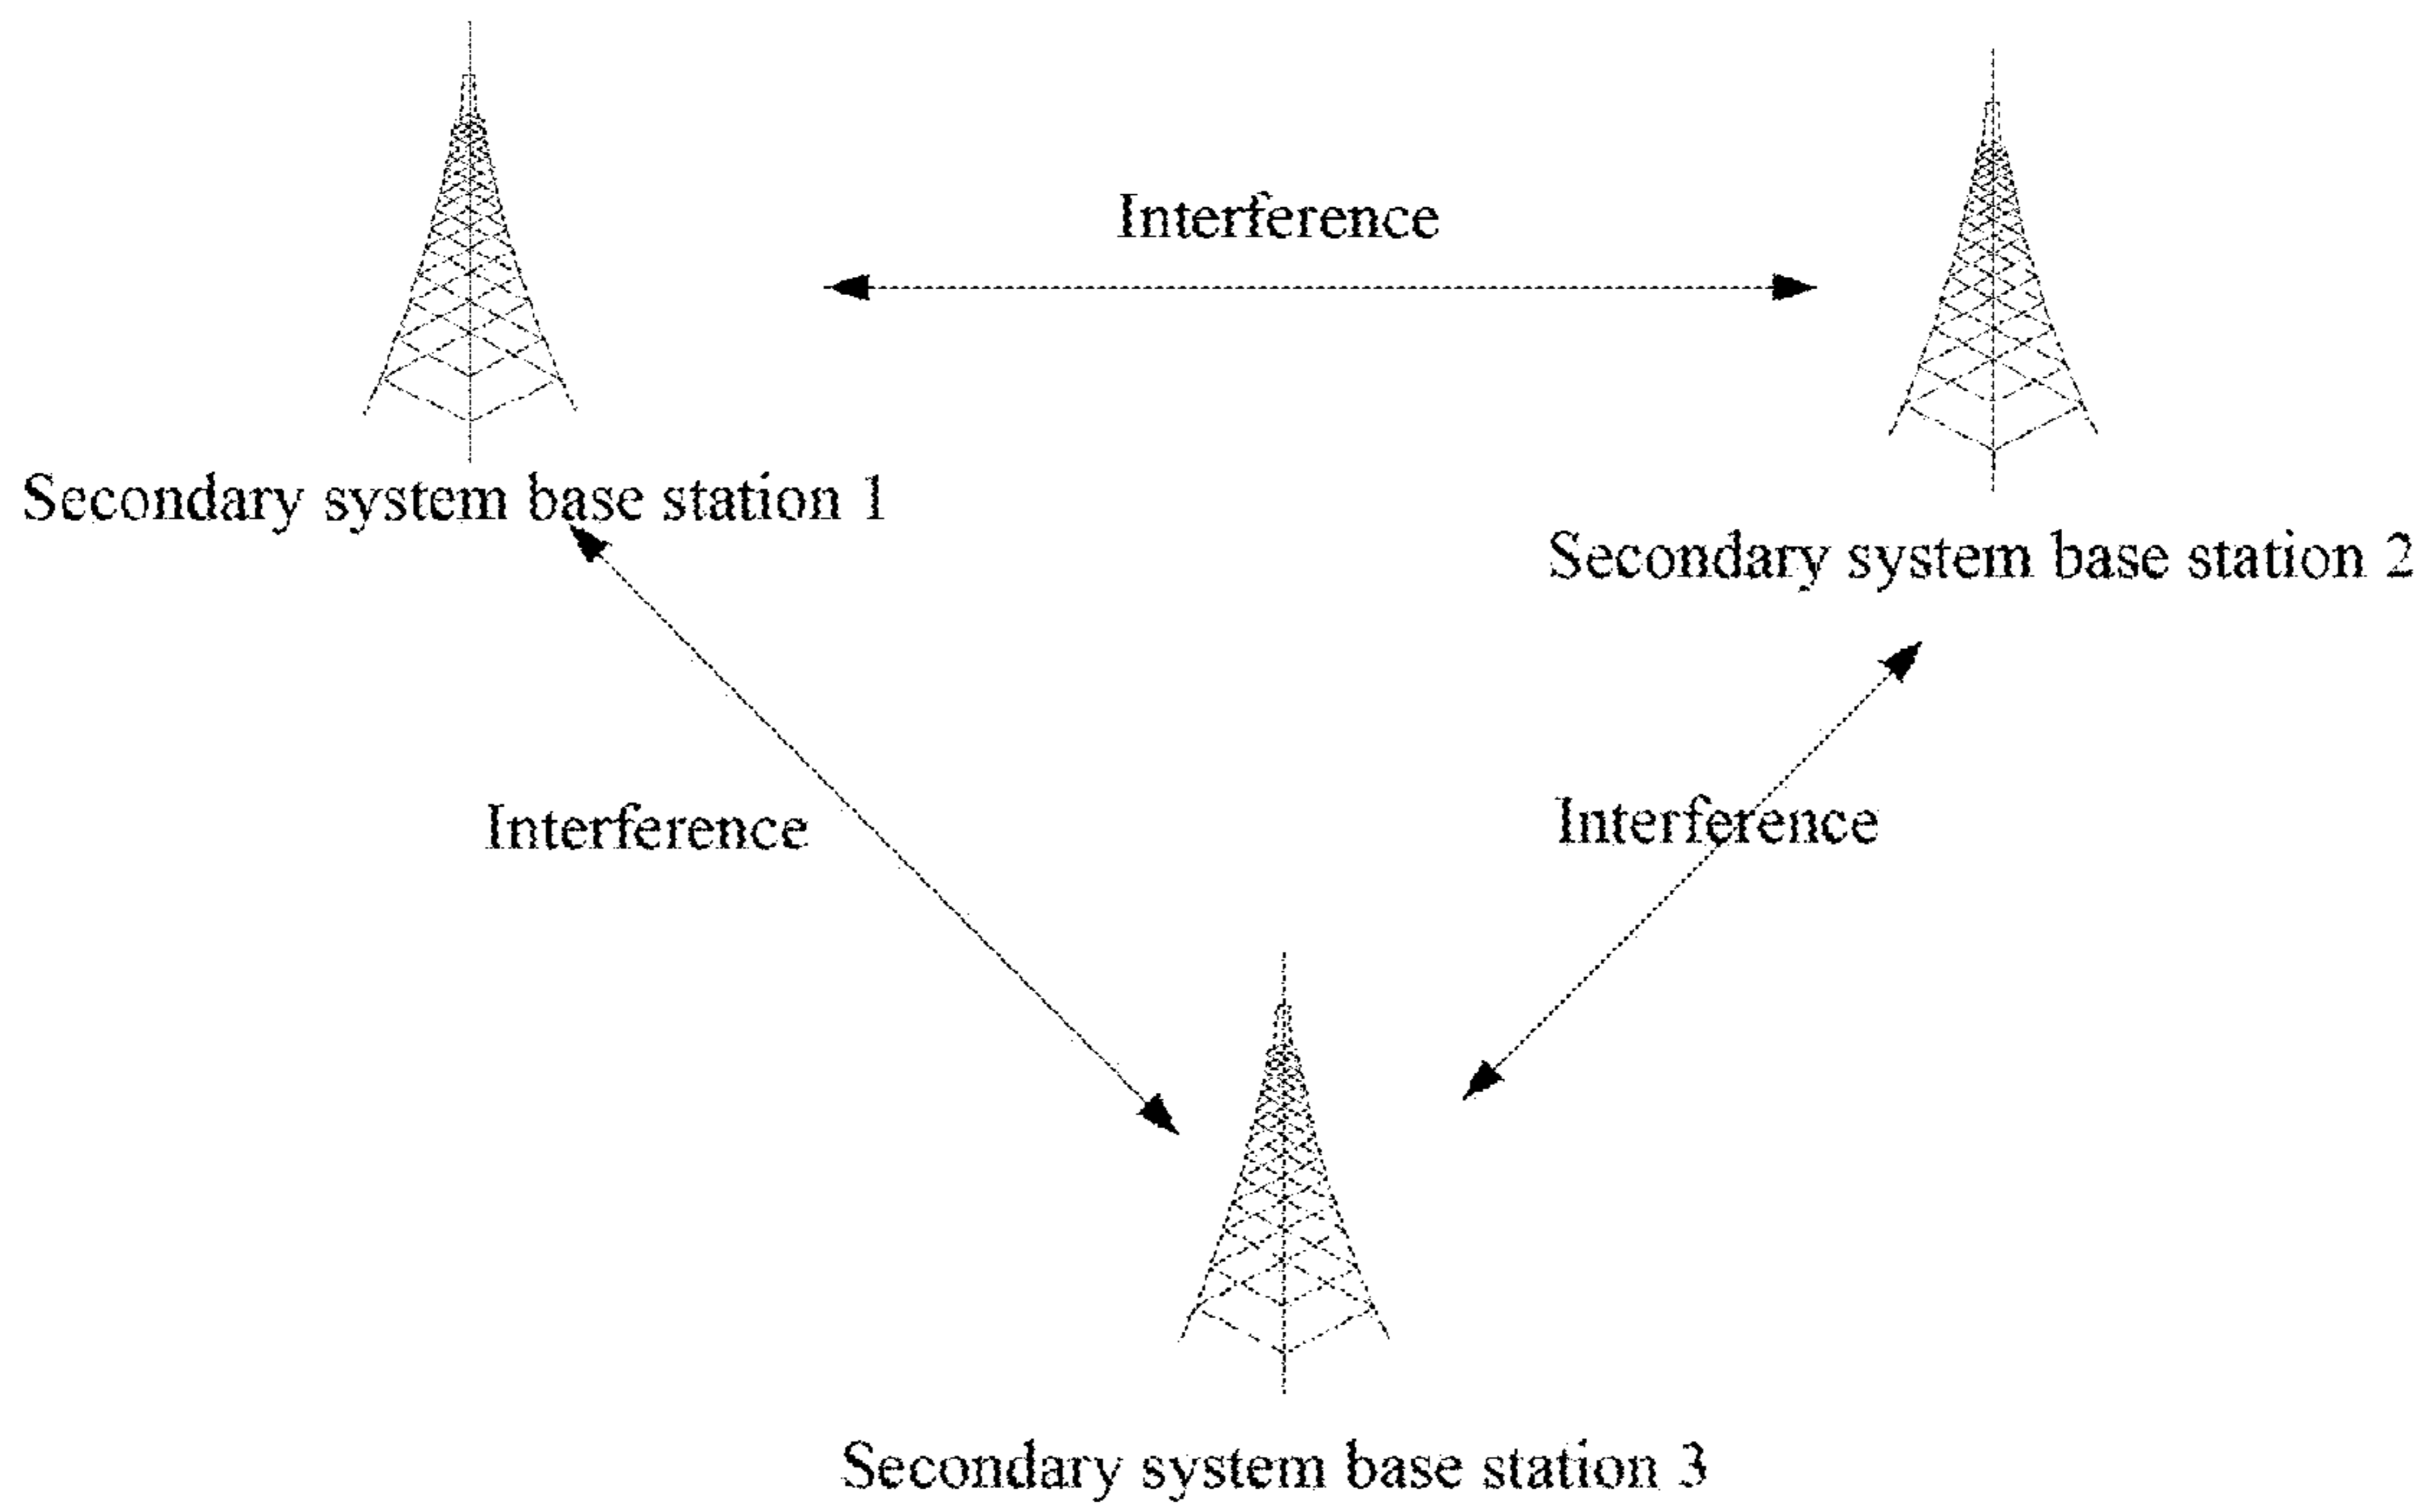 Interference
Secondary system base station 1
Secondary system base station 2
Interference
Interference
Secondary system base station 3